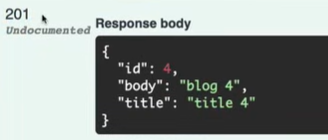 201
Undocumented
Response body
{
  "id": 4,
  "body": "blog 4",
  "title": "title 4"
}